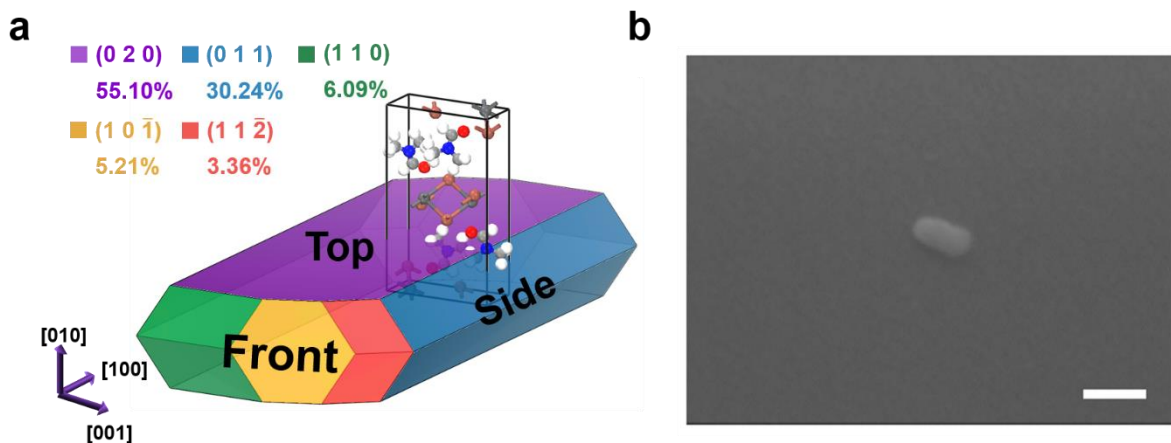 a
b
(0 2 0) (0 1 1) (1 1 0)
55.10% 30.24% 6.09%
(1 0 1̅) (1 1 2̅)
5.21% 3.36%
Top
Side
Front
[010]
[100]
[001]